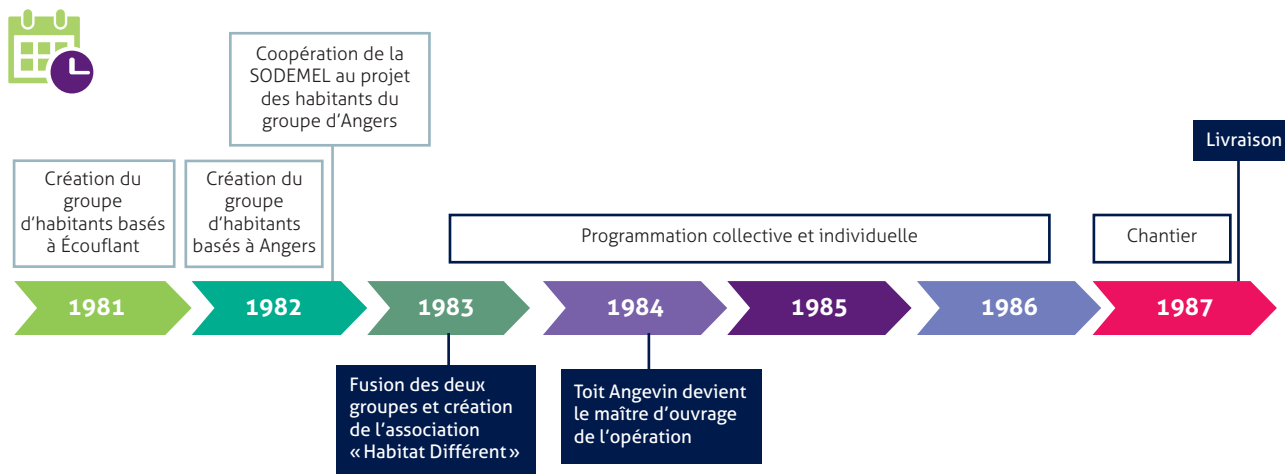 Coopération de la
SODEMEL au projet
des habitants du
groupe d'Angers
Livraison
Création du
groupe
d'habitants basés
à Écouflant
Création du
groupe
d'habitants
basés à Angers
Programmation collective et individuelle
Chantier
1981
1982
1983
1984
1985
1986
1987
Fusion des deux
groupes et création
de l'association
« Habitat Différent »
Toit Angevin devient
le maître d'ouvrage
de l'opération